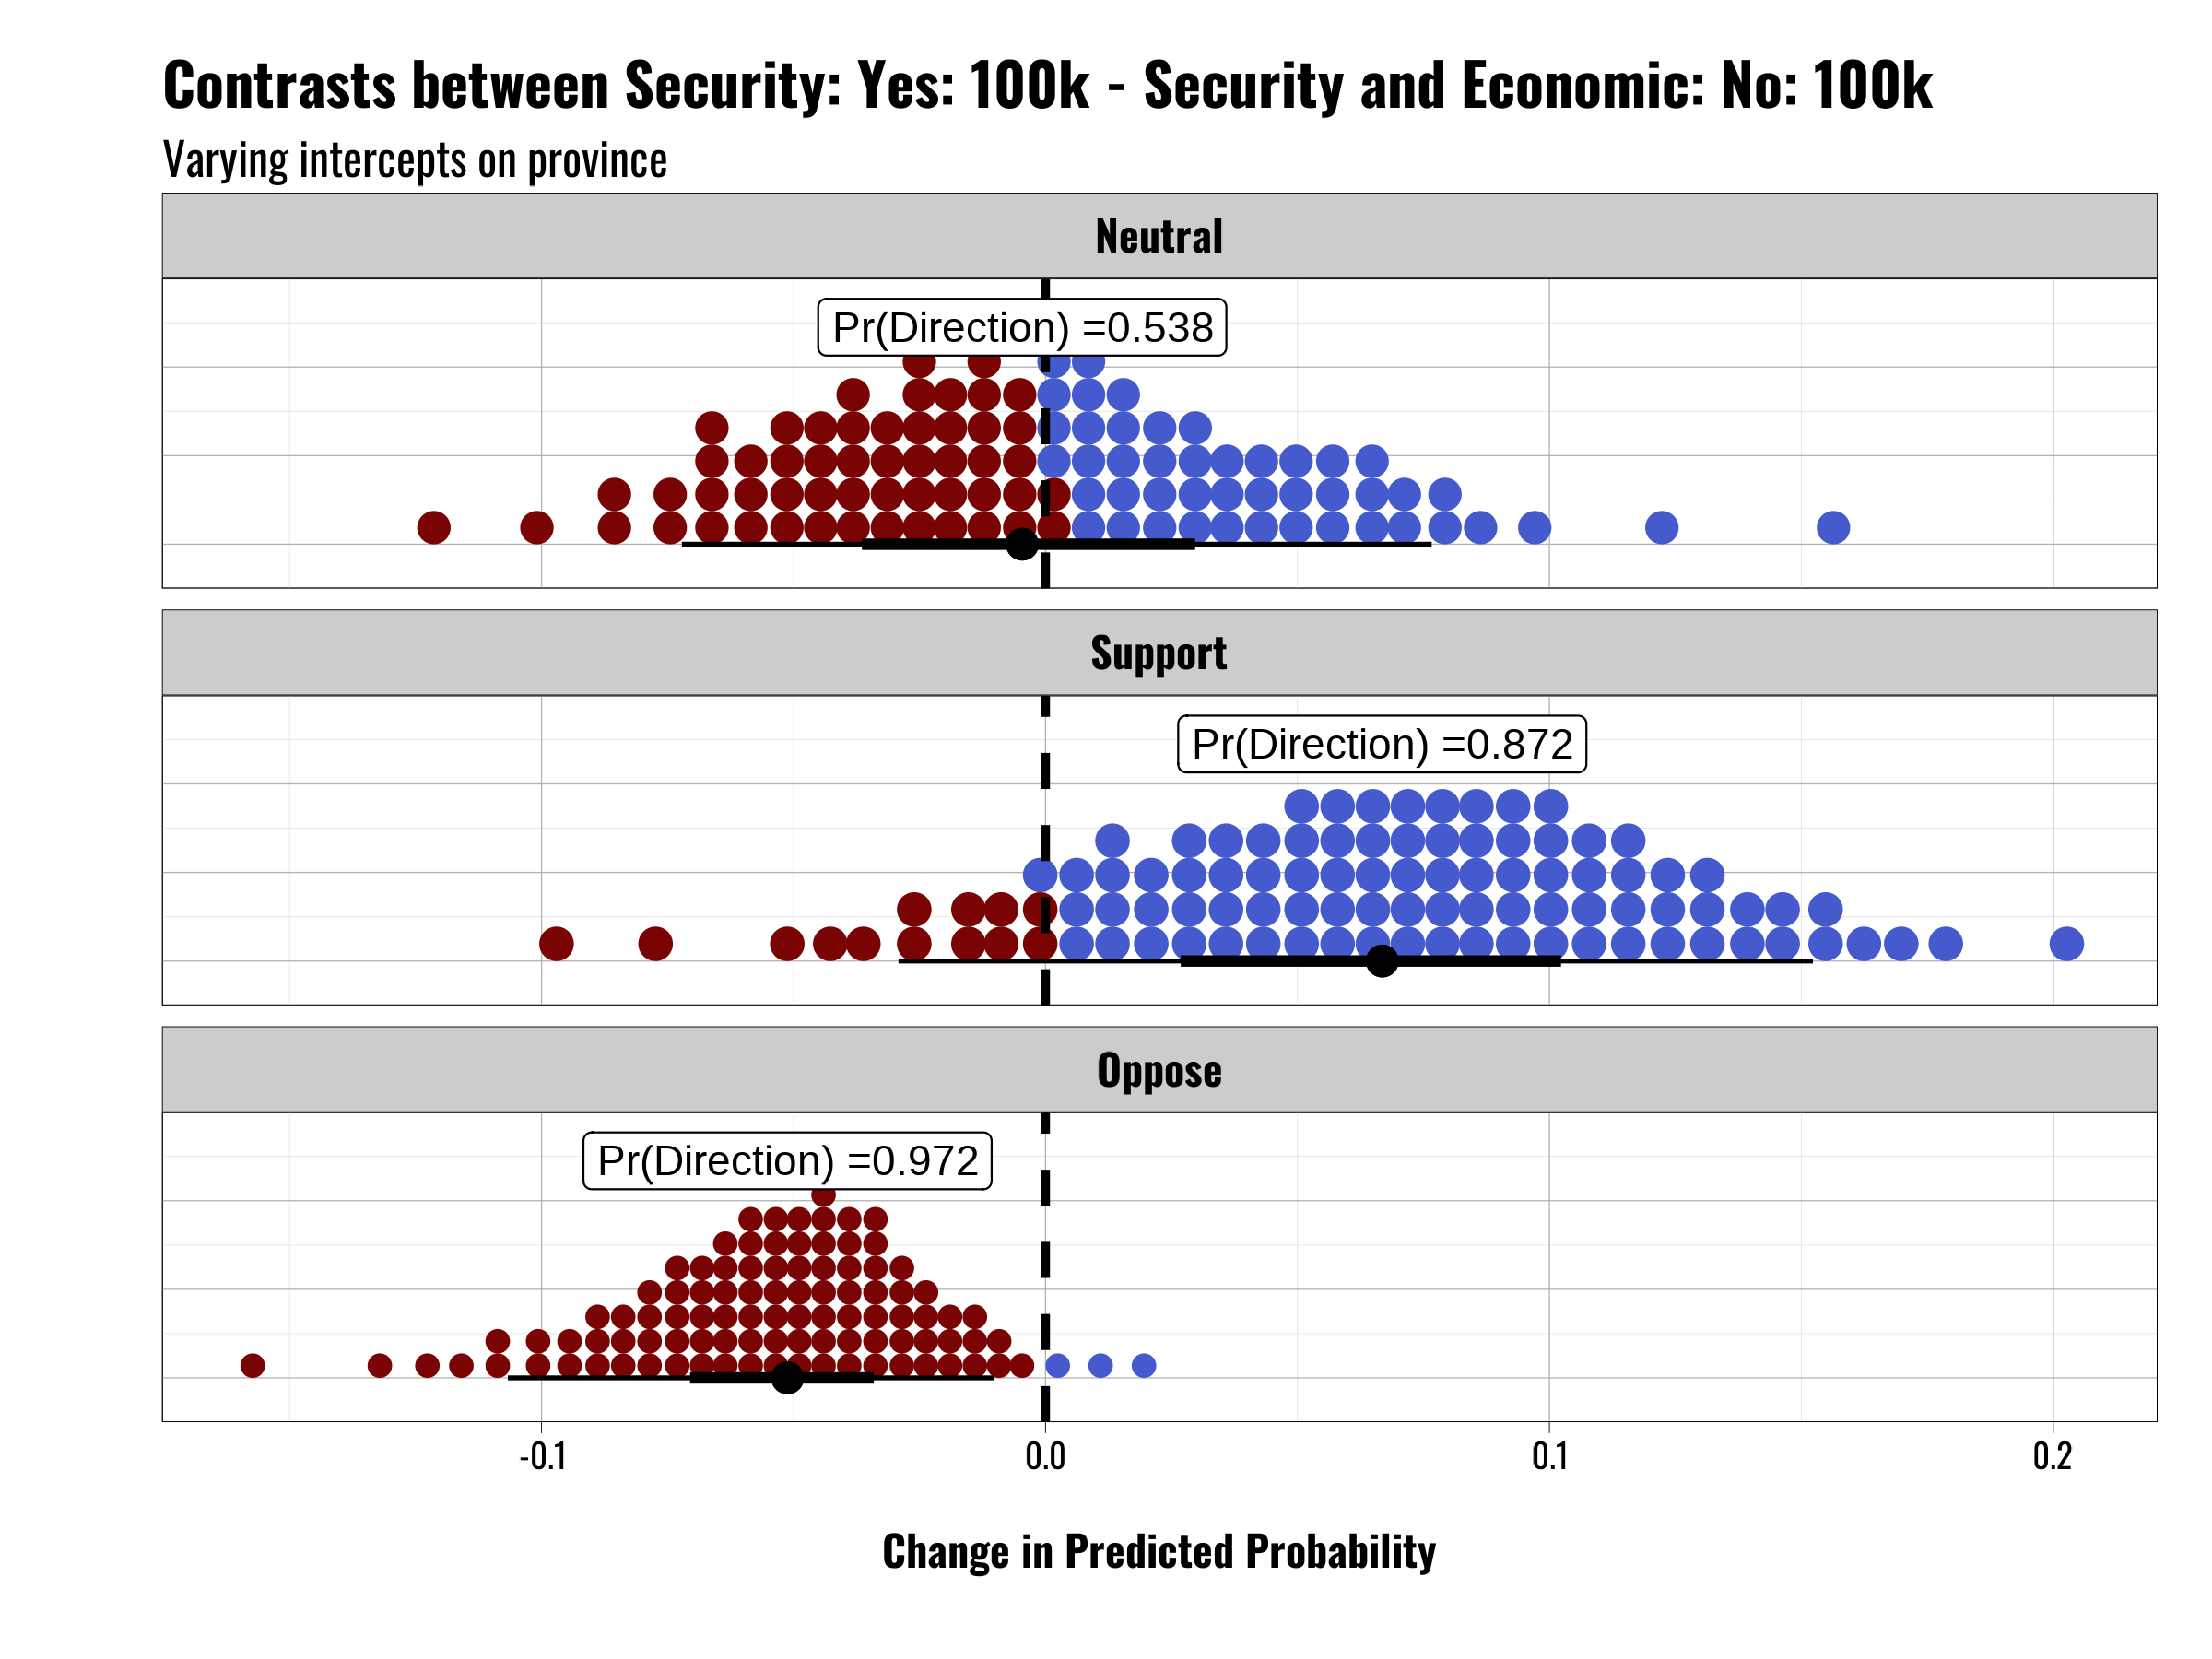 Contrasts between Security: Yes: 100k - Security and Economic: No: 100k
Varying intercepts on province
Neutral
Pr(Direction) =0.538
Support
Pr(Direction) =0.872
Oppose
Pr(Direction) =0.972
-0.1 0.0 0.1 0.2
Change in Predicted Probability